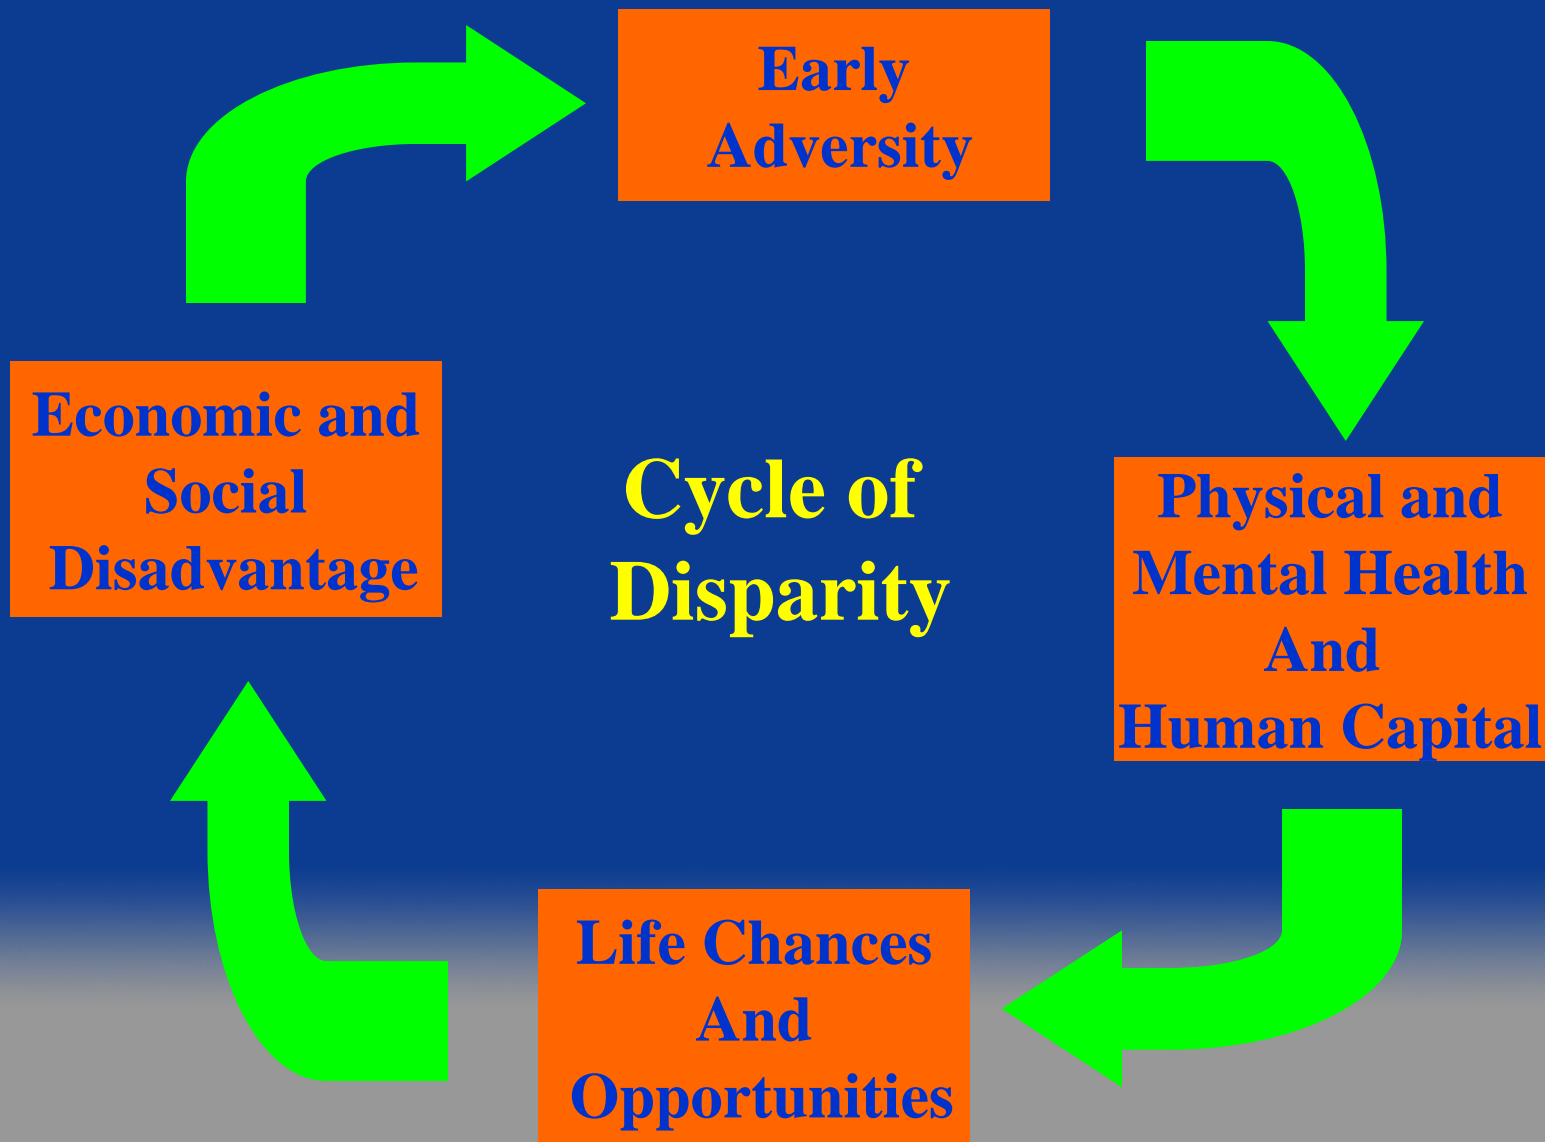 Early
Adversity
Economic and
Social
Disadvantage
Cycle of
Disparity
Physical and
Mental Health
And
Human Capital
Life Chances
And
Opportunities